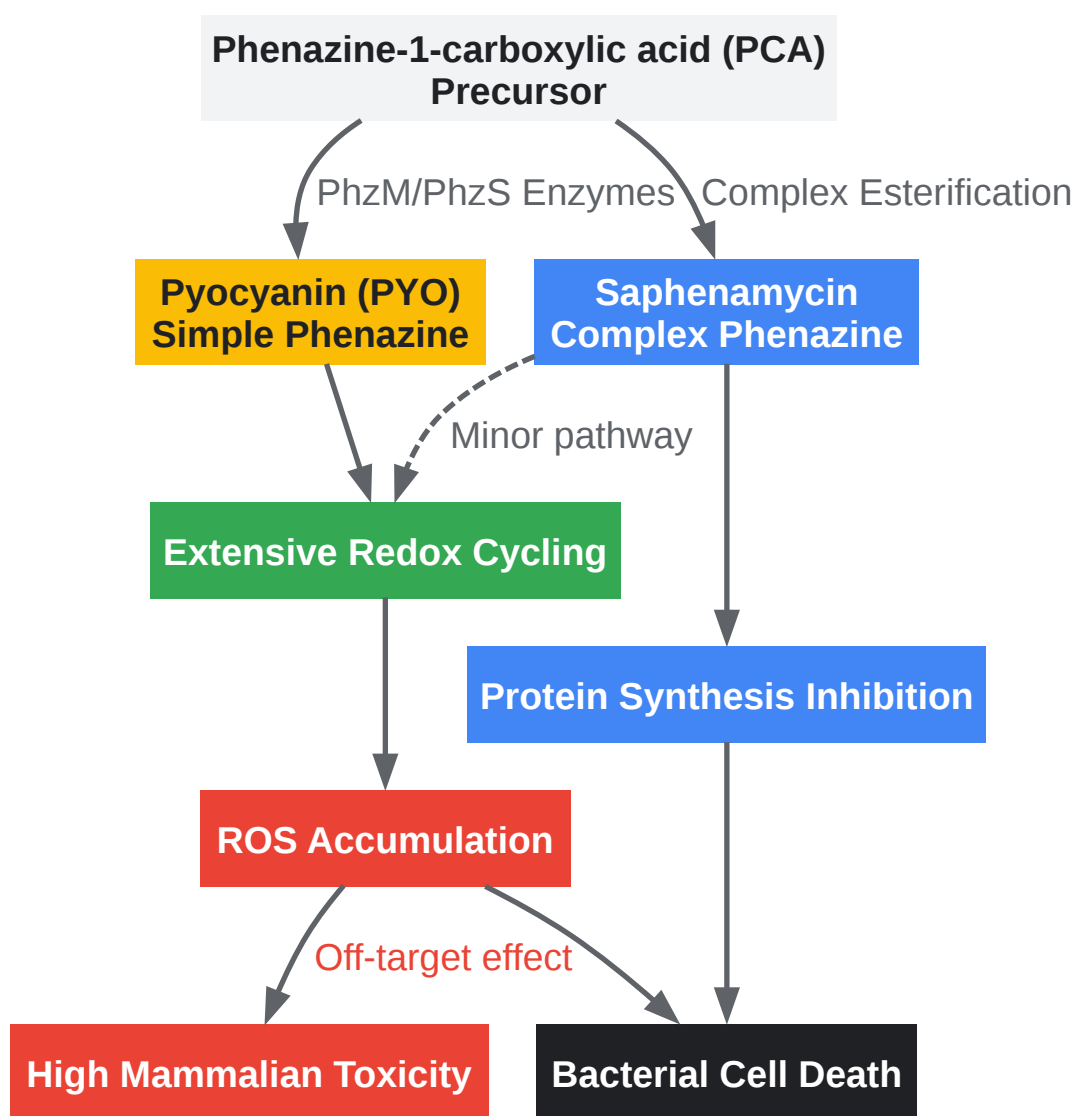 Phenazine-1-carboxylic acid (PCA)
Precursor
PhzM/PhzS Enzymes
Complex Esterification
Pyocyanin (PYO)
Simple Phenazine
Saphenamycin
Complex Phenazine
Minor pathway
Extensive Redox Cycling
Protein Synthesis Inhibition
ROS Accumulation
Off-target effect
High Mammalian Toxicity
Bacterial Cell Death